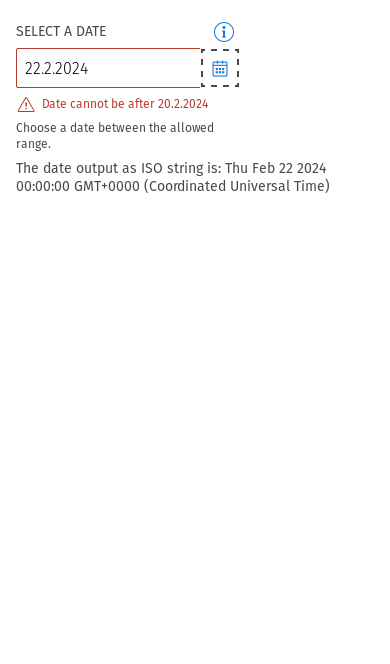 SELECT A DATE
22.2.2024
Date cannot be after 20.2.2024
Choose a date between the allowed
range.
The date output as ISO string is: Thu Feb 22 2024
00:00:00 GMT+0000 (Coordinated Universal Time)